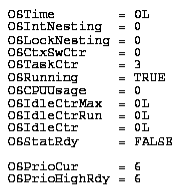 OSTime = 0L
OSIntNesting = 0
OSLockNesting = 0
OSCtxSwCtr = 0
OSTaskCtr = 3
OSRunning = TRUE
OSCPUUsage = 0
OSIdleCtrMax = 0L
OSIdleCtrRun = 0L
OSIdleCtr = 0L
OSStatRdy = FALSE
OSPrioCur = 6
OSPrioHighRdy = 6